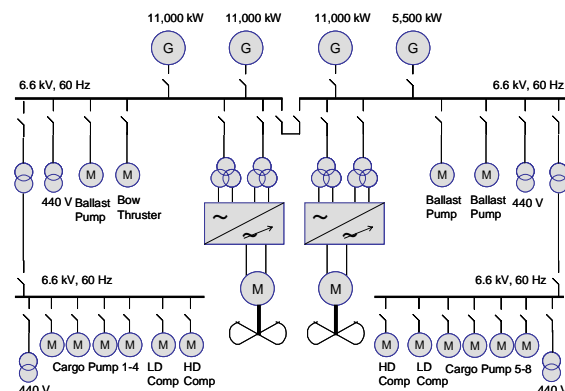 11,000 kW 11,000 kW 11,000 kW 5,500 kW
G G G G
6.6 kV, 60 Hz 6.6 kV, 60 Hz
M M M M
440 V Ballast Pump Bow Thruster Ballast Pump Ballast Pump 440 V
~ ~ ~ ~
6.6 kV, 60 Hz M M 6.6 kV, 60 Hz
M M M M M M M M M M M M
Cargo Pump 1-4 LD Comp HD Comp HD Comp LD Comp Cargo Pump 5-8
440 V 440 V